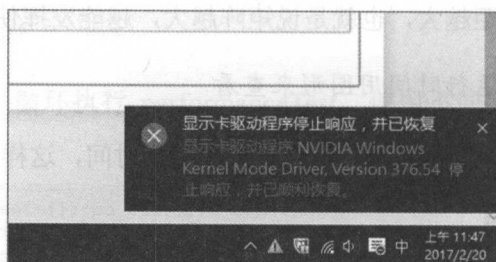 显示卡驱动程序停止响应，并已恢复
显示卡驱动程序 NVIDIA Windows
Kernel Mode Driver, Version 376.54 停
止响应，并已顺利恢复。
中
上午 11:47
2017/2/20